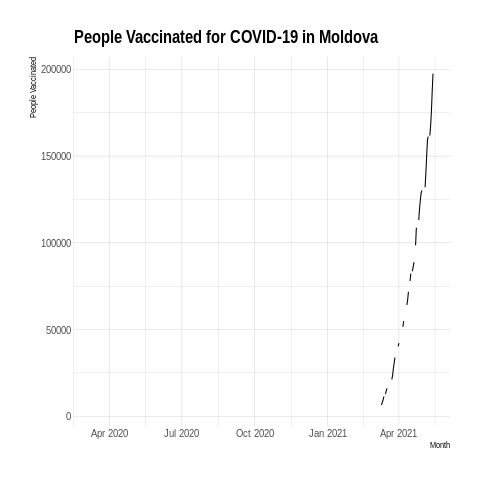 People Vaccinated for COVID-19 in Moldova
People Vaccinated
200000
150000
100000
50000
0
Apr 2020 Jul 2020 Oct 2020 Jan 2021 Apr 2021
Month